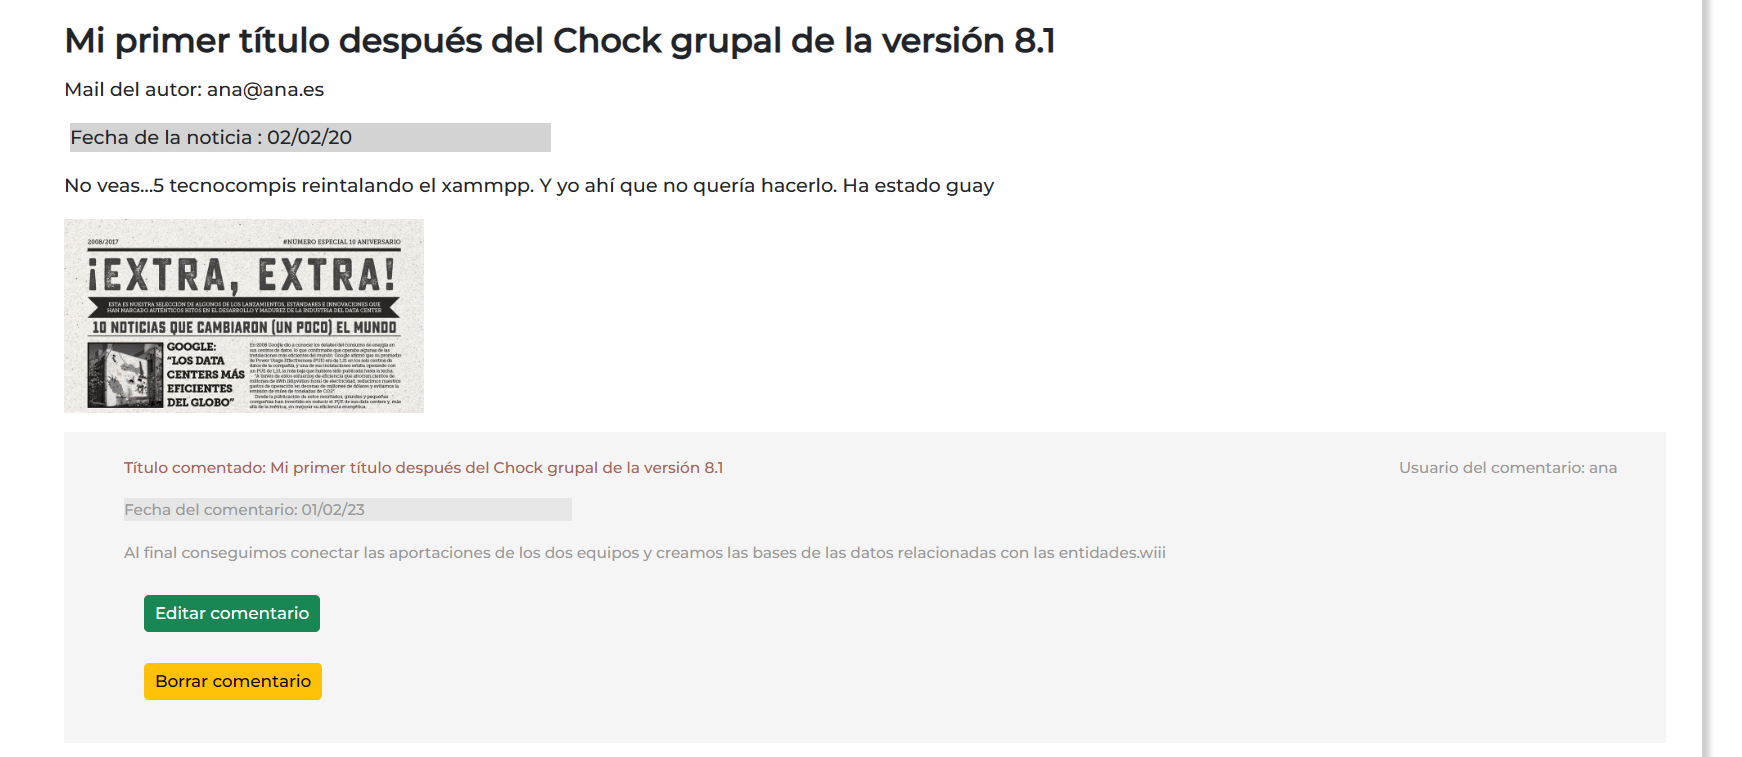 Mi primer título después del Chock grupal de la versión 8.1
Mail del autor: ana@ana.es
Fecha de la noticia : 02/02/20
No veas...5 tecnocompis reintalando el xammpp. Y yo ahí que no quería hacerlo. Ha estado guay
2008/2017
#NÚMERO ESPECIAL 10 ANIVERSARIO
¡EXTRA, EXTRA!
ESTA ES NUESTRA SELECCIÓN DE ALGUNOS DE LOS LANZAMIENTOS, ESTÁNDARES E INNOVACIONES QUE
HAN MARCADO AUTÉNTICOS HITOS EN EL DESARROLLO Y MADUREZ DE LA INDUSTRIA DEL DATA CENTER
10 NOTICIAS QUE CAMBIARON (UN POCO) EL MUNDO
GOOGLE:
"LOS DATA
CENTERS MÁS
EFICIENTES
DEL GLOBO"
Título comentado: Mi primer título después del Chock grupal de la versión 8.1
Usuario del comentario: ana
Fecha del comentario: 01/02/23
Al final conseguimos conectar las aportaciones de los dos equipos y creamos las bases de las datos relacionadas con las entidades.wiii
Editar comentario
Borrar comentario